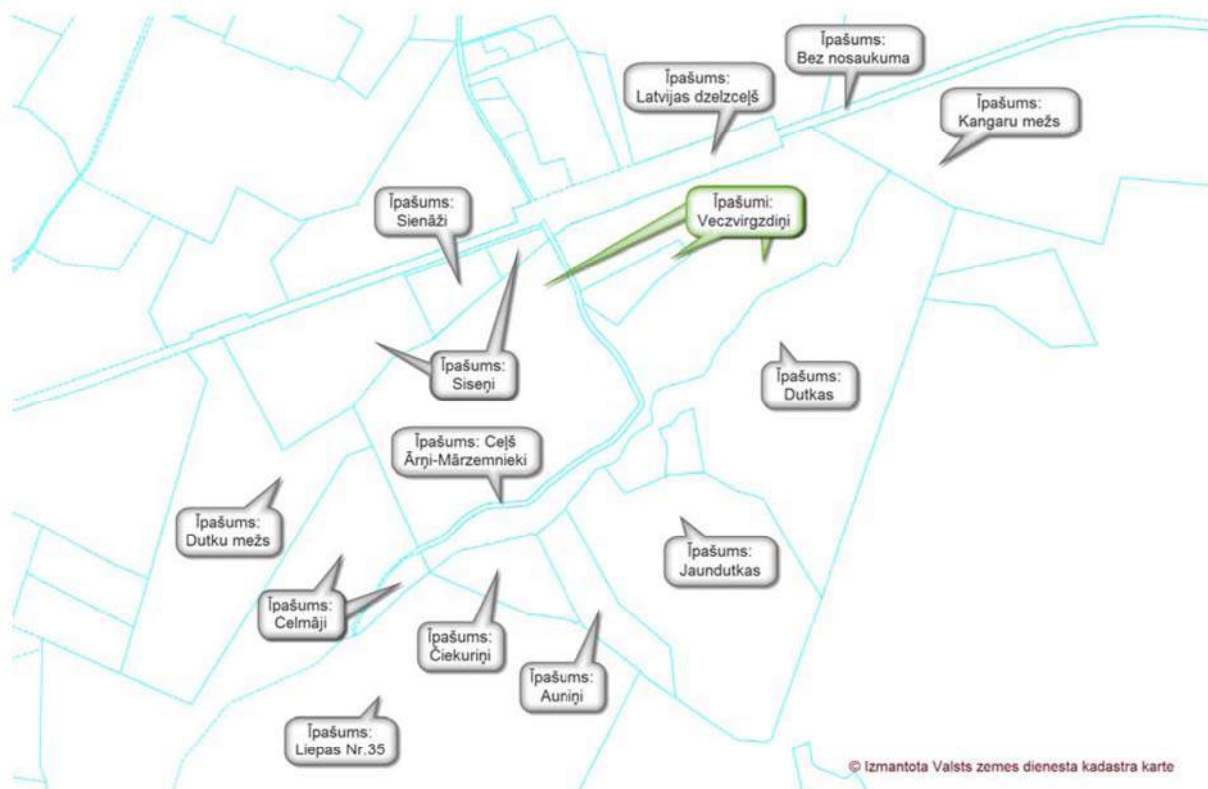 Īpašums:
Bez nosaukuma
Īpašums:
Latvijas dzelzceļš
Īpašums:
Kangaru mežs
Īpašums:
Sienāži
Īpašumi:
Veczvirgzdiņi
Īpašums:
Siseņi
Īpašums:
Dutkas
Īpašums: Ceļš
Ārņi-Mārzemnieki
Īpašums:
Dutku mežs
Īpašums:
Jaundutkas
Īpašums:
Celmāji
Īpašums:
Čiekuriņi
Īpašums:
Auniņi
Īpašums:
Liepas Nr.35
© Izmantota Valsts zemes dienesta kadastra karte